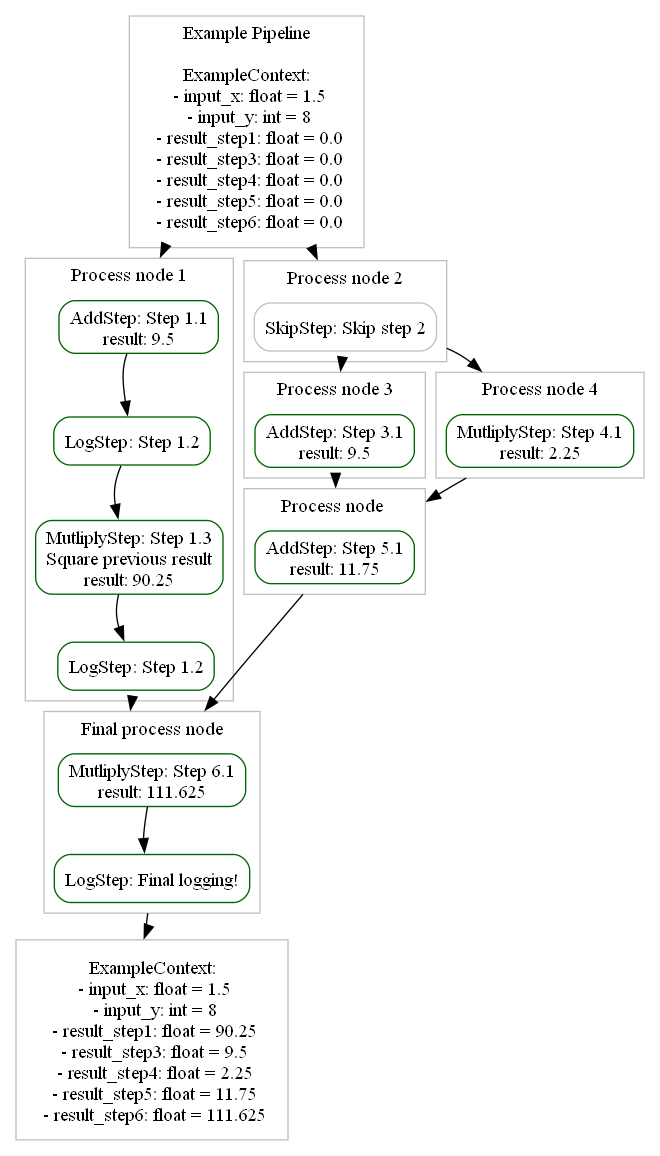 Example Pipeline
ExampleContext:
- input_x: float = 1.5
- input_y: int = 8
- result_step1: float = 0.0
- result_step3: float = 0.0
- result_step4: float = 0.0
- result_step5: float = 0.0
- result_step6: float = 0.0
Process node 1
AddStep: Step 1.1
result: 9.5
LogStep: Step 1.2
MutliplyStep: Step 1.3
Square previous result
result: 90.25
LogStep: Step 1.2
Process node 2
SkipStep: Skip step 2
Process node 3
AddStep: Step 3.1
result: 9.5
Process node 4
MutliplyStep: Step 4.1
result: 2.25
Process node
AddStep: Step 5.1
result: 11.75
Final process node
MutliplyStep: Step 6.1
result: 111.625
LogStep: Final logging!
ExampleContext:
- input_x: float = 1.5
- input_y: int = 8
- result_step1: float = 90.25
- result_step3: float = 9.5
- result_step4: float = 2.25
- result_step5: float = 11.75
- result_step6: float = 111.625